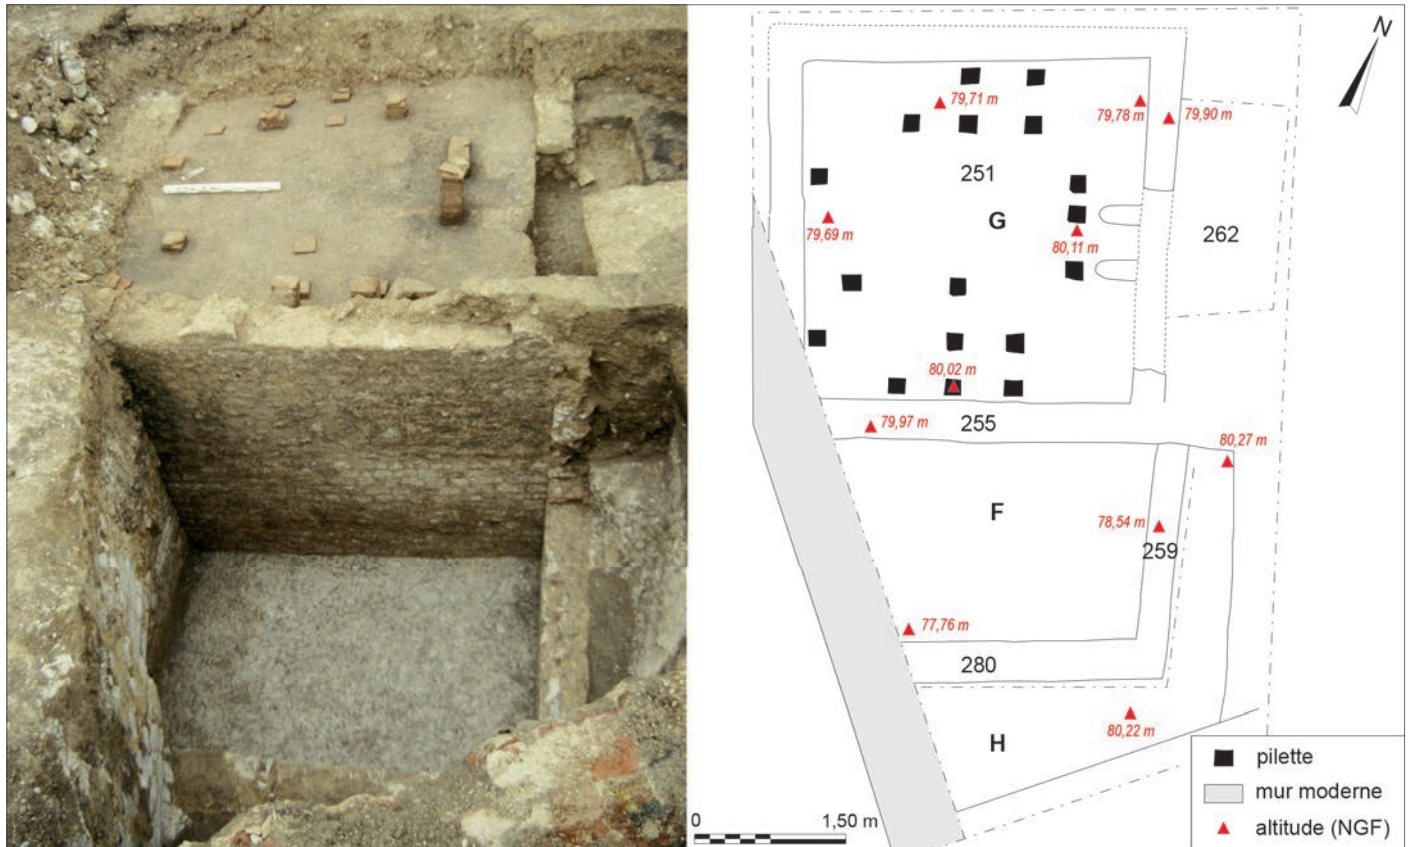 N
79,71 m
79,78 m
79,90 m
251
G
262
79,69 m
80,11 m
80,02 m
255
79,97 m
80,27 m
F
78,54 m
259
77,76 m
280
H
80,22 m
0 1,50 m
pilette
mur moderne
altitude (NGF)